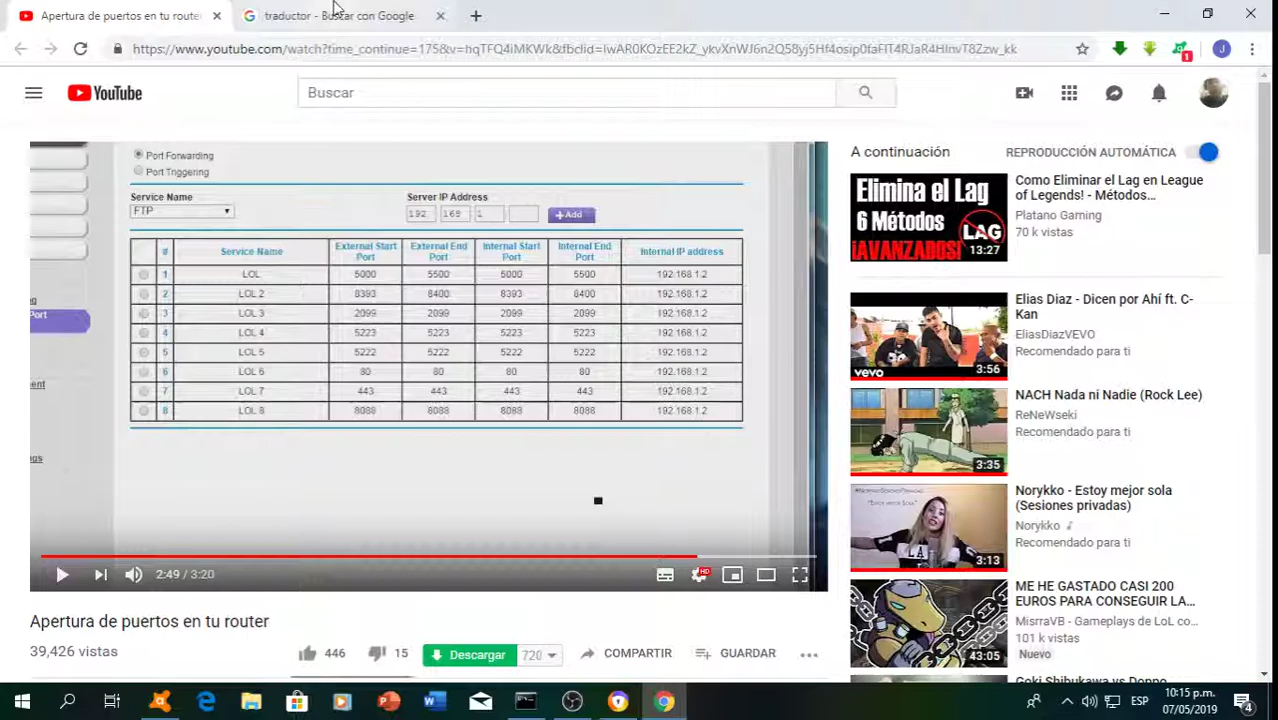 Apertura de puertos en tu router
traductor - Buscar con Google
https://www.youtube.com/watch?time_continue=175&v=hqTFQ4iMKWk&fbclid=IwAR0KOzEE2kZ_ykvXnWJ6n2Q58yj5Hf4osip0faFIT4RJaR4HInvT8Zzw_kk
1
J
YouTube
Buscar
Port Forwarding
Port Triggering
Service Name
Server IP Address
FTP
192 168 1
+Add
# Service Name External Start Port External End Port Internal Start Port Internal End Port Internal IP address
1 LOL 5000 5500 5000 5500 192.168.1.2
2 LOL 2 8393 8400 8393 8400 192.168.1.2
3 LOL 3 2099 2099 2099 2099 192.168.1.2
4 LOL 4 5223 5223 5223 5223 192.168.1.2
5 LOL 5 5222 5222 5222 5222 192.168.1.2
6 LOL 6 80 80 80 80 192.168.1.2
7 LOL 7 443 443 443 443 192.168.1.2
8 LOL 8 8088 8088 8088 8088 192.168.1.2
Port
2:49 / 3:20
HD
Apertura de puertos en tu router
39,426 vistas
446
15
Descargar
720
COMPARTIR
GUARDAR
A continuación
REPRODUCCIÓN AUTOMÁTICA
Elimina el Lag
6 Métodos
LAG
¡AVANZADOS!
13:27
Como Eliminar el Lag en League
of Legends! - Métodos...
Platano Gaming
70 k vistas
vevo
3:56
Elias Diaz - Dicen por Ahí ft. C-
Kan
EliasDiazVEVO
Recomendado para ti
3:35
NACH Nada ni Nadie (Rock Lee)
ReNeWseki
Recomendado para ti
3:13
Norykko - Estoy mejor sola
(Sesiones privadas)
Norykko
Recomendado para ti
43:05
ME HE GASTADO CASI 200
EUROS PARA CONSEGUIR LA...
MisrraVB - Gameplays de LoL co...
101 k vistas
Nuevo
Goki Shibukawa vs Doppo
ESP
10:15 p.m.
07/05/2019
4